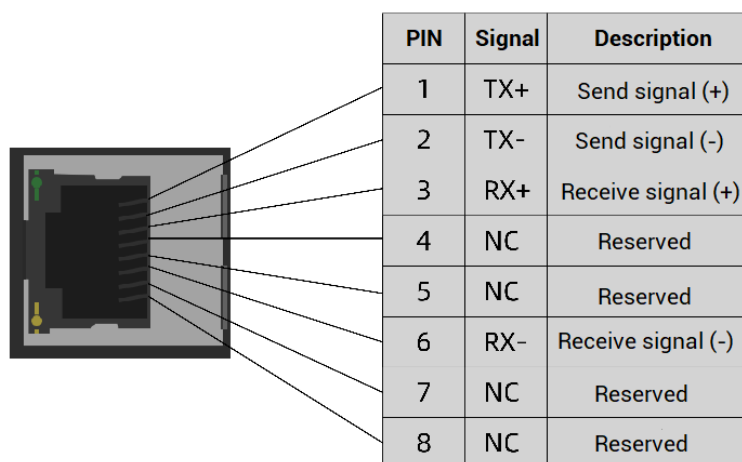 PIN Signal Description
1 TX+ Send signal (+)
2 TX- Send signal (-)
3 RX+ Receive signal (+)
4 NC Reserved
5 NC Reserved
6 RX- Receive signal (-)
7 NC Reserved
8 NC Reserved